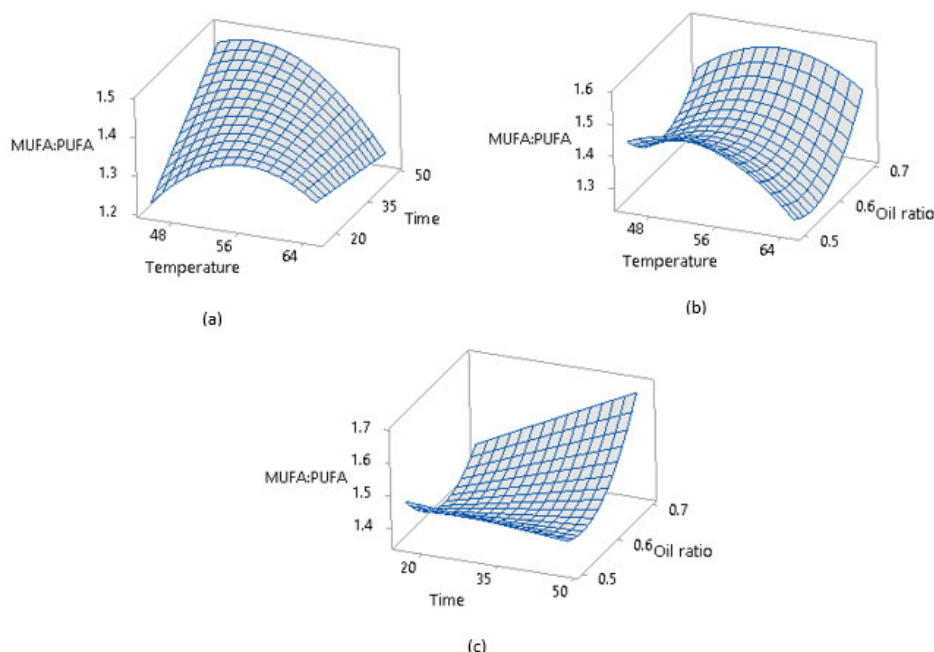 1.5
1.4
MUFA:PUFA
1.3
1.2
48
56
64
Temperature
20
35
50
Time
(a)
1.6
1.5
MUFA:PUFA
1.4
1.3
48
56
64
Temperature
0.5
0.6
0.7
Oil ratio
(b)
1.7
1.6
MUFA:PUFA
1.5
1.4
20
35
50
Time
0.5
0.6
0.7
Oil ratio
(c)